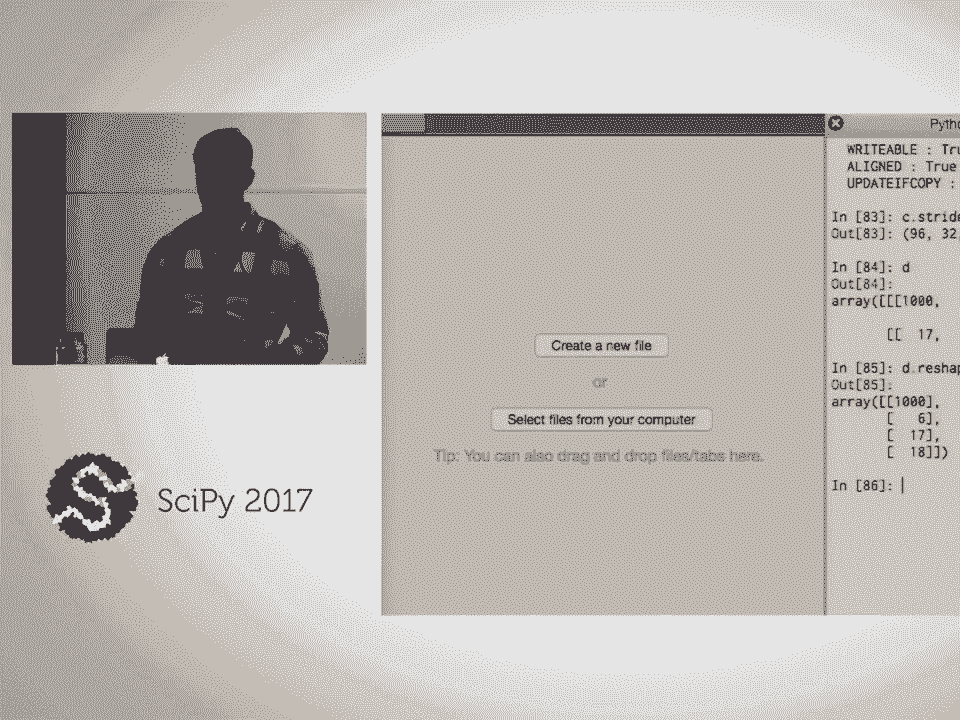 SciPy 2017
Create a new file
or
Select files from your computer
Tip: You can also drag and drop files/tabs here.
WRITEABLE : Tru
ALIGNED : True
UPDATEIFCOPY :
In [83]: c.stride
Out[83]: (96, 32,
In [84]: d
Out[84]:
array([[[1000,
[[ 17,
In [85]: d.reshap
Out[85]:
array([[1000],
[ 6],
[ 17],
[ 18]])
In [86]: